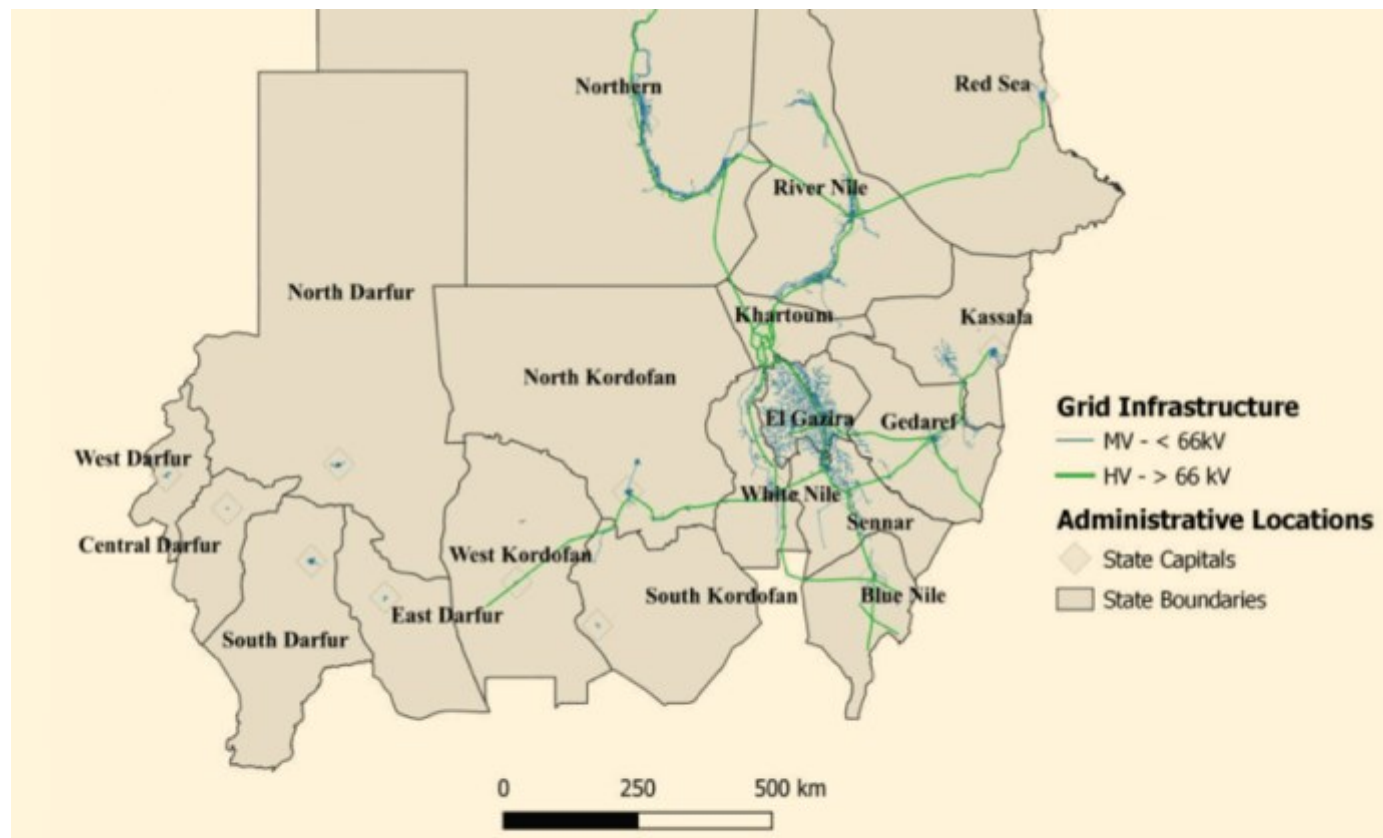 Northern
Red Sea
River Nile
North Darfur
Khartoum
Kassala
North Kordofan
El Gazira
Gedaref
West Darfur
White Nile
Sennar
Central Darfur
West Kordofan
South Kordofan
Blue Nile
East Darfur
South Darfur
Grid Infrastructure
MV - < 66kV
HV - > 66 kV
Administrative Locations
State Capitals
State Boundaries
0 250 500 km